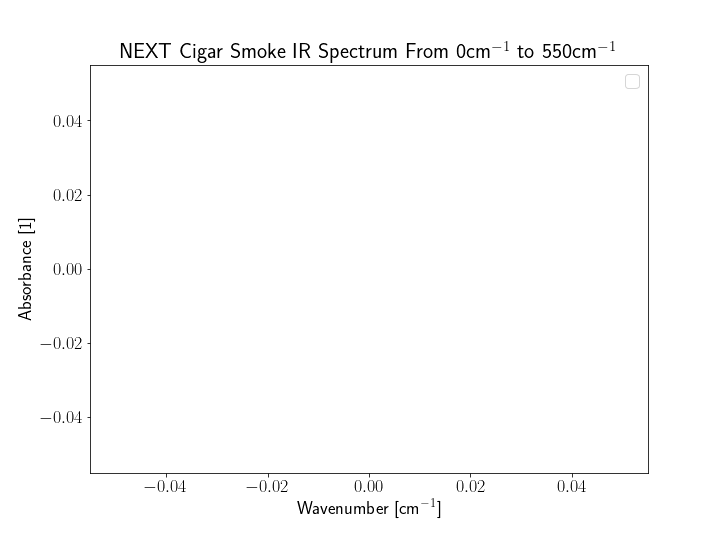 NEXT Cigar Smoke IR Spectrum From 0cm⁻¹ to 550cm⁻¹
0.04
0.02
0.00
−0.02
−0.04
Absorbance [1]
−0.04 −0.02 0.00 0.02 0.04
Wavenumber [cm⁻¹]